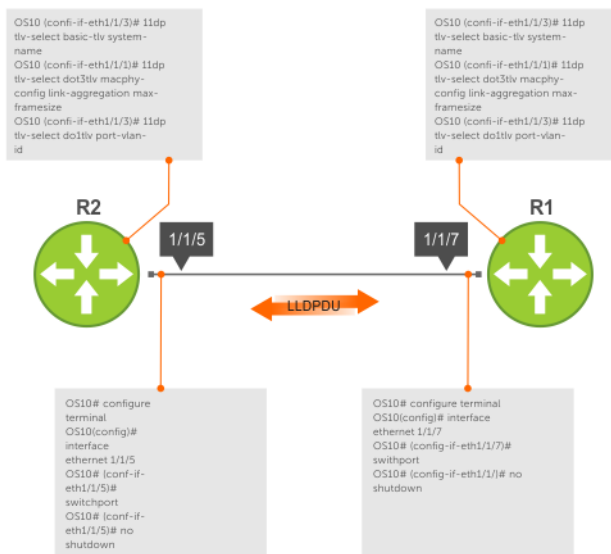 OS10 (confi-if-eth1/1/3)# 11dp
tlv-select basic-tlv system-
name
OS10 (confi-if-eth1/1/1)# 11dp
tlv-select dot3tlv macphy-
config link-aggregation max-
framesize
OS10 (confi-if-eth1/1/3)# 11dp
tlv-select do1tlv port-vlan-
id
OS10 (confi-if-eth1/1/3)# 11dp
tlv-select basic-tlv system-
name
OS10 (confi-if-eth1/1/1)# 11dp
tlv-select dot3tlv macphy-
config link-aggregation max-
framesize
OS10 (confi-if-eth1/1/3)# 11dp
tlv-select do1tlv port-vlan-
id
R2
R1
1/1/5
1/1/7
LLDPDU
OS10# configure
terminal
OS10(config)#
interface
ethernet 1/1/5
OS10# (conf-if-
eth1/1/5)#
switchport
OS10# (conf-if-
eth1/1/5)# no
shutdown
OS10# configure terminal
OS10(config)# interface
ethernet 1/1/7
OS10# (config-if-eth1/1/7)#
swithport
OS10# (config-if-eth1/1/)# no
shutdown